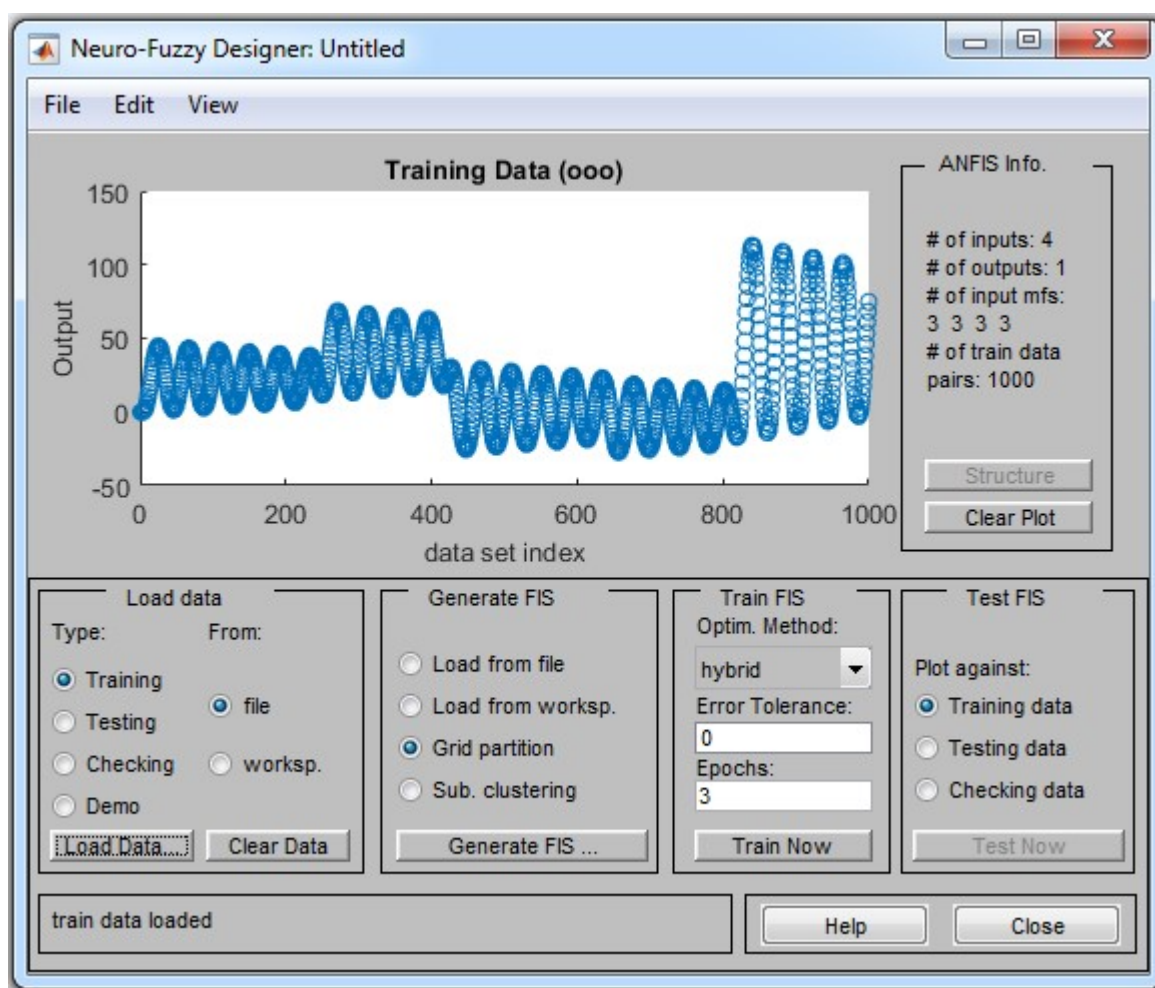 Neuro-Fuzzy Designer: Untitled
File Edit View
Training Data (ooo)
150
100
50
0
-50
Output
0 200 400 600 800 1000
data set index
ANFIS Info.
# of inputs: 4
# of outputs: 1
# of input mfs:
3 3 3 3
# of train data
pairs: 1000
Structure
Clear Plot
Load data
Type: From:
Training
Testing
Checking
Demo
file
worksp.
Load Data... Clear Data
Generate FIS
Load from file
Load from worksp.
Grid partition
Sub. clustering
Generate FIS ...
Train FIS
Optim. Method:
hybrid
Error Tolerance:
0
Epochs:
3
Train Now
Test FIS
Plot against:
Training data
Testing data
Checking data
Test Now
train data loaded
Help Close